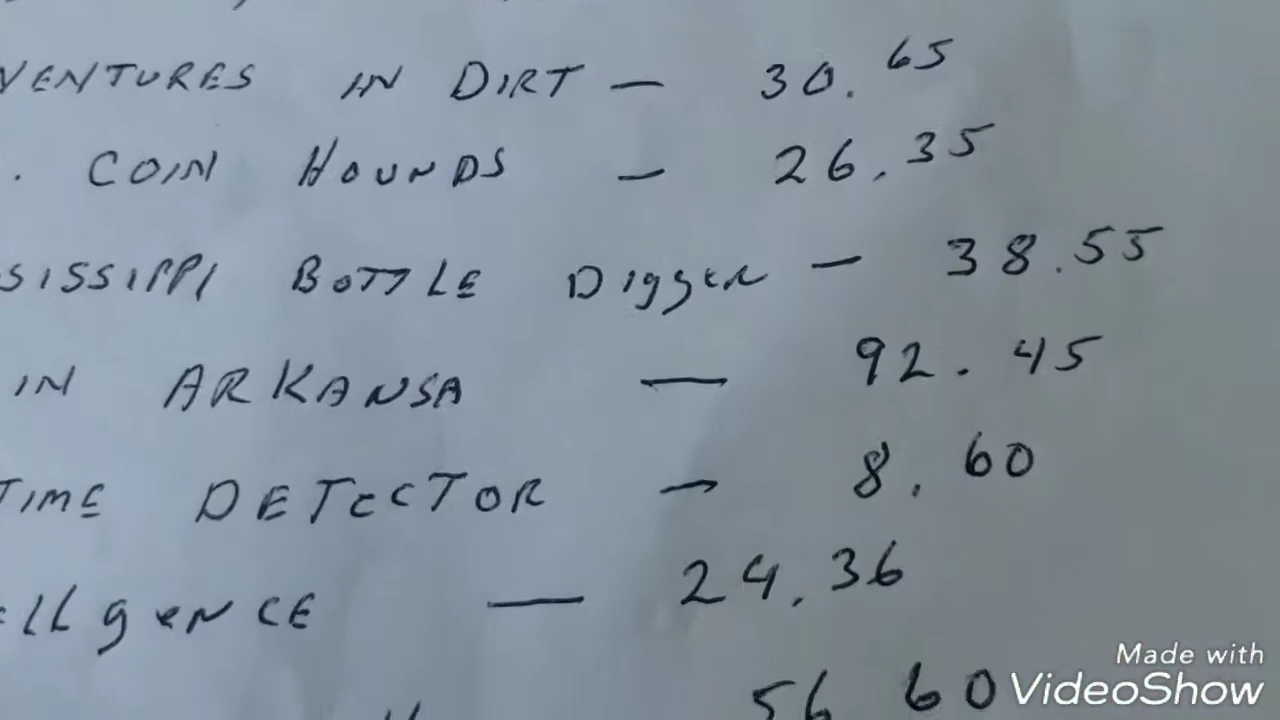 VENTURES IN DIRT — 30.65
. COIN HOUNDS — 26.35
SISSIPPI BOTTLE DIGGER — 38.55
IN ARKANSA — 92.45
TIME DETECTOR — 8.60
ellgence — 24.36
56 60
Made with
VideoShow